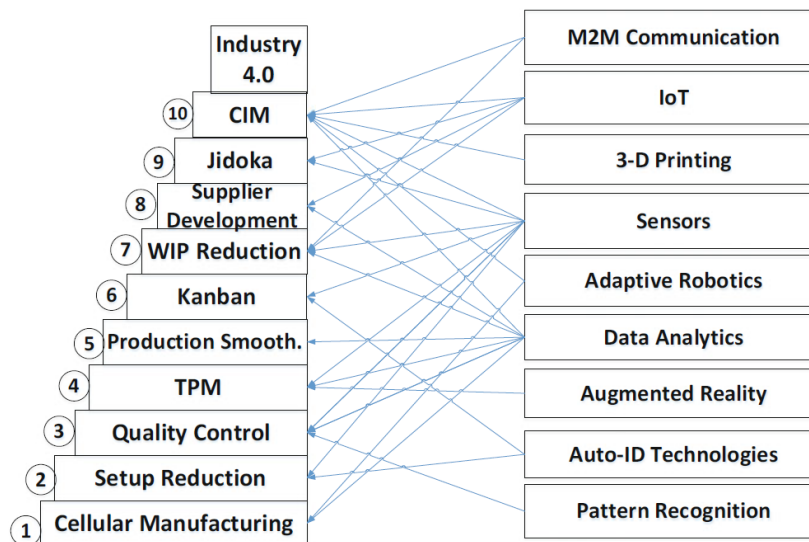 Industry
4.0
10
CIM
9
Jidoka
8
Supplier
Development
7
WIP Reduction
6
Kanban
5
Production Smooth.
4
TPM
3
Quality Control
2
Setup Reduction
1
Cellular Manufacturing
M2M Communication
IoT
3-D Printing
Sensors
Adaptive Robotics
Data Analytics
Augmented Reality
Auto-ID Technologies
Pattern Recognition